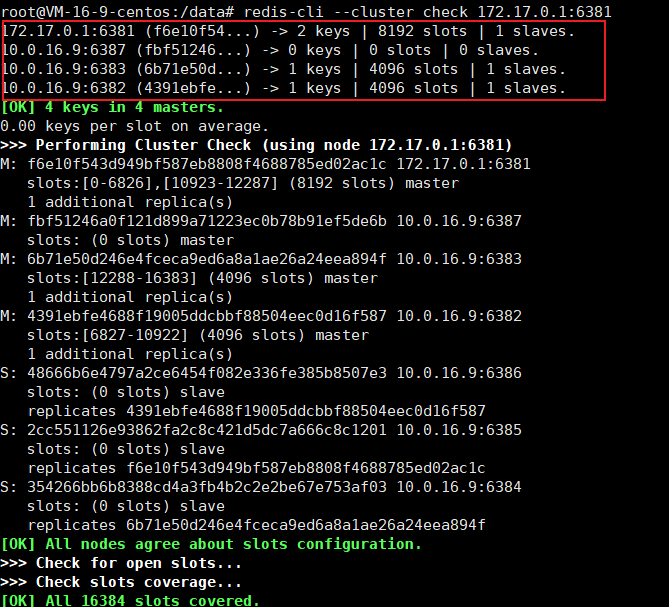 root@VM-16-9-centos:/data# redis-cli --cluster check 172.17.0.1:6381
172.17.0.1:6381 (f6e10f54...) -> 2 keys | 8192 slots | 1 slaves.
10.0.16.9:6387 (fbf51246...) -> 0 keys | 0 slots | 0 slaves.
10.0.16.9:6383 (6b71e50d...) -> 1 keys | 4096 slots | 1 slaves.
10.0.16.9:6382 (4391ebfe...) -> 1 keys | 4096 slots | 1 slaves.
[OK] 4 keys in 4 masters.
0.00 keys per slot on average.
>>> Performing Cluster Check (using node 172.17.0.1:6381)
M: f6e10f543d949bf587eb8808f4688785ed02ac1c 172.17.0.1:6381
   slots:[0-6826],[10923-12287] (8192 slots) master
   1 additional replica(s)
M: fbf51246a0f121d899a71223ec0b78b91ef5de6b 10.0.16.9:6387
   slots: (0 slots) master
M: 6b71e50d246e4fceca9ed6a8a1ae26a24eea894f 10.0.16.9:6383
   slots:[12288-16383] (4096 slots) master
   1 additional replica(s)
M: 4391ebfe4688f19005ddcbbf88504eec0d16f587 10.0.16.9:6382
   slots:[6827-10922] (4096 slots) master
   1 additional replica(s)
S: 48666b6e4797a2ce6454f082e336fe385b8507e3 10.0.16.9:6386
   slots: (0 slots) slave
   replicates 4391ebfe4688f19005ddcbbf88504eec0d16f587
S: 2cc551126e93862fa2c8c421d5dc7a666c8c1201 10.0.16.9:6385
   slots: (0 slots) slave
   replicates f6e10f543d949bf587eb8808f4688785ed02ac1c
S: 354266bb6b8388cd4a3fb4b2c2e2be67e753af03 10.0.16.9:6384
   slots: (0 slots) slave
   replicates 6b71e50d246e4fceca9ed6a8a1ae26a24eea894f
[OK] All nodes agree about slots configuration.
>>> Check for open slots...
>>> Check slots coverage...
[OK] All 16384 slots covered.